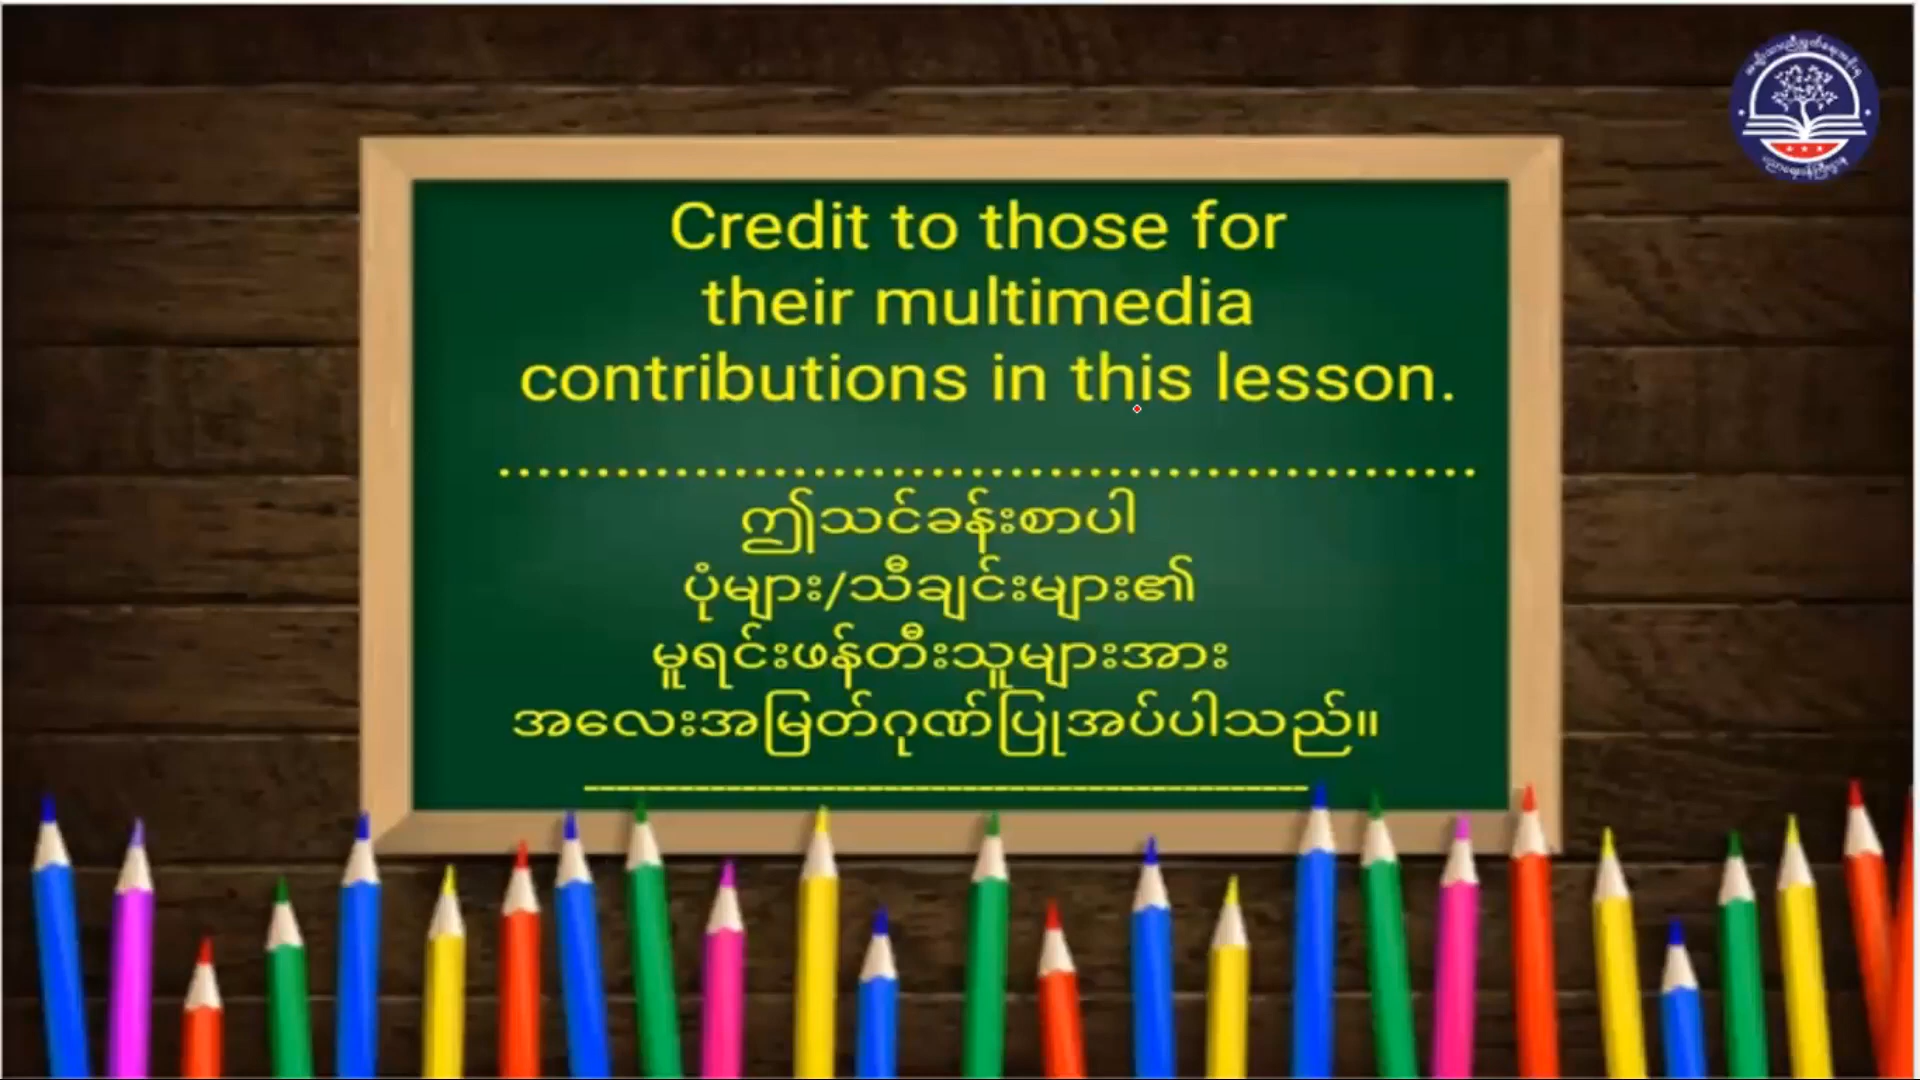 Credit to those for
their multimedia
contributions in this lesson.
ဤသင်ခန်းစာပါ
ပုံများ/သီချင်းများ၏
မူရင်းဖန်တီးသူများအား
အလေးအမြတ်ဂုဏ်ပြုအပ်ပါသည်။